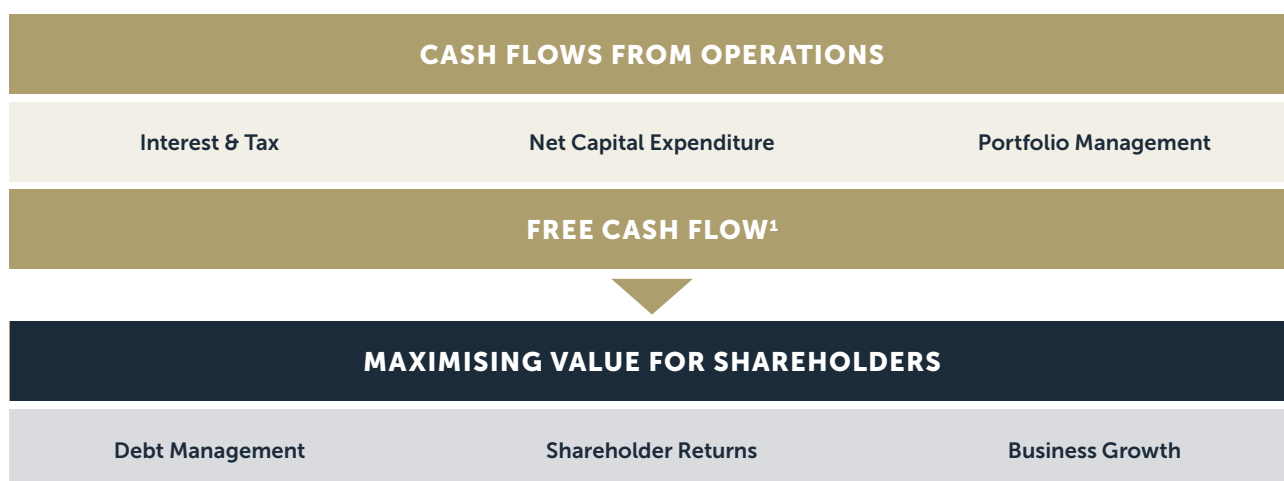 CASH FLOWS FROM OPERATIONS
Interest & Tax Net Capital Expenditure Portfolio Management
FREE CASH FLOW¹
MAXIMISING VALUE FOR SHAREHOLDERS
Debt Management Shareholder Returns Business Growth